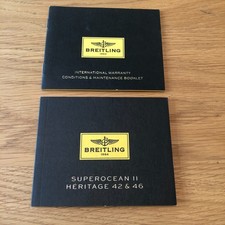 BREITLING
1884
INTERNATIONAL WARRANTY
CONDITIONS & MAINTENANCE BOOKLET
BREITLING
1884
SUPEROCEAN II
HERITAGE 42 & 46